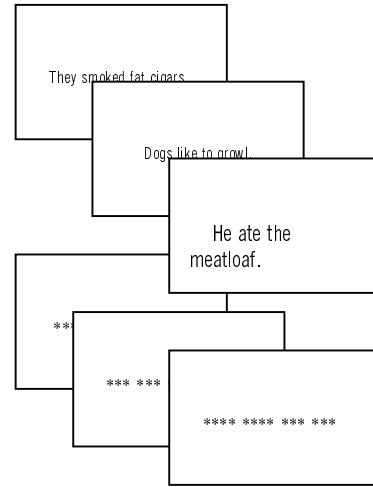 They smoked fat cigars
Dogs like to growl.
He ate the
meatloaf.
***
*** ***
**** **** *** ***